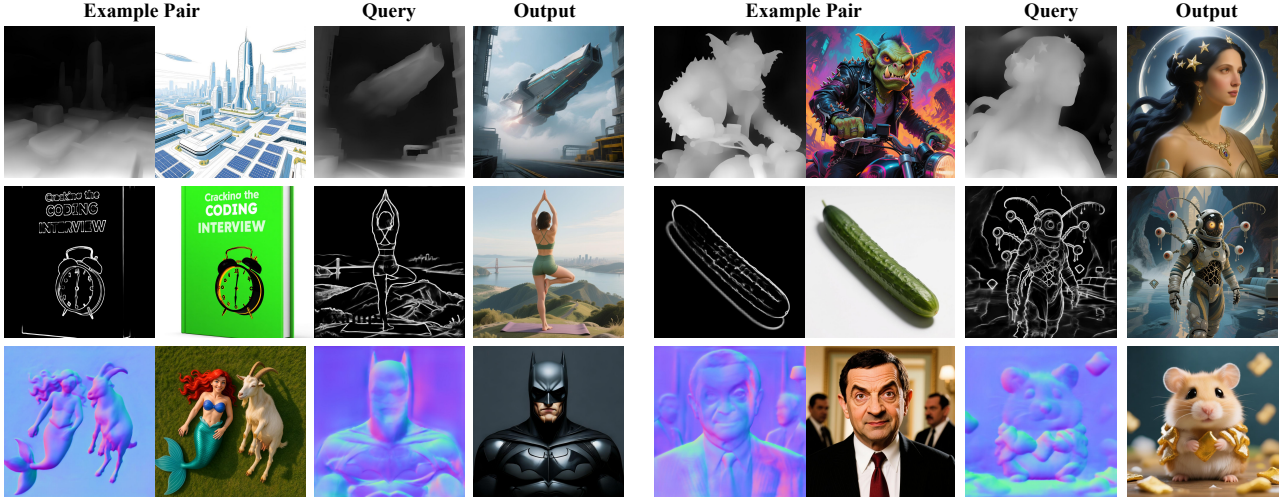 Example Pair Query Output Example Pair Query Output
Cracking the
CODING
INTERVIEW
Cracking the
CODING
INTERVIEW